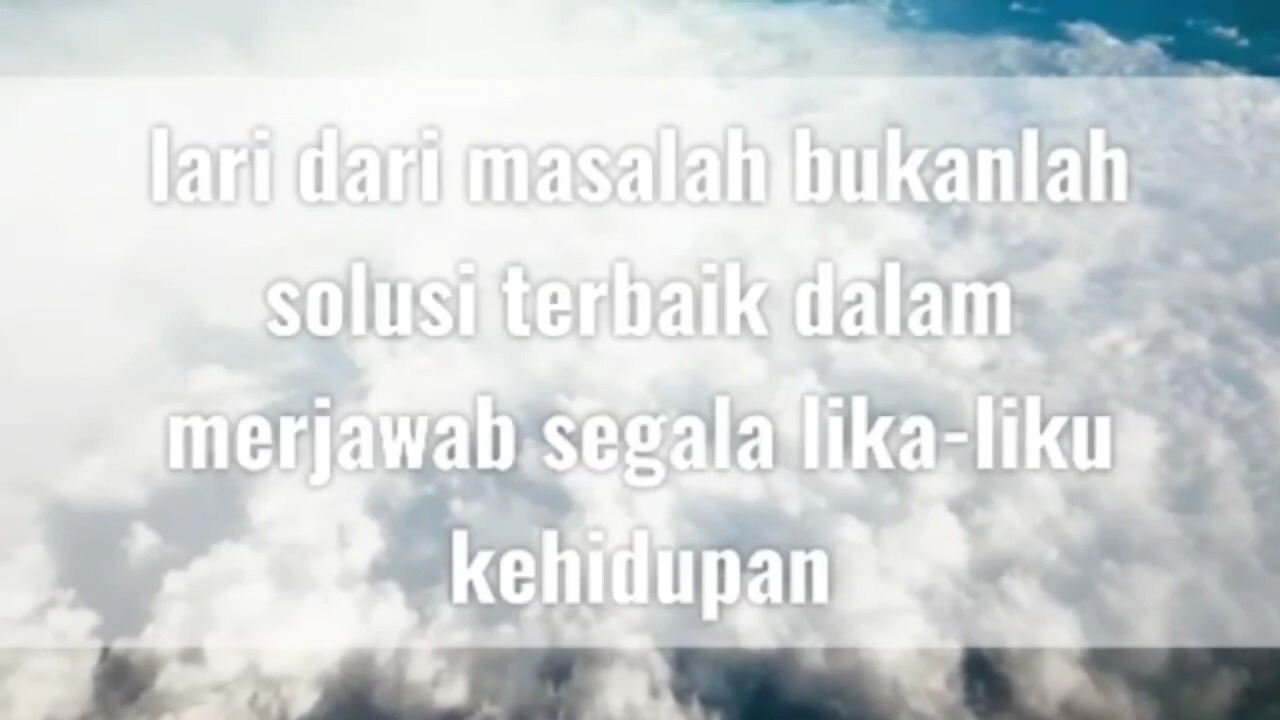 lari dari masalah bukanlah
solusi terbaik dalam
merjawab segala lika-liku
kehidupan